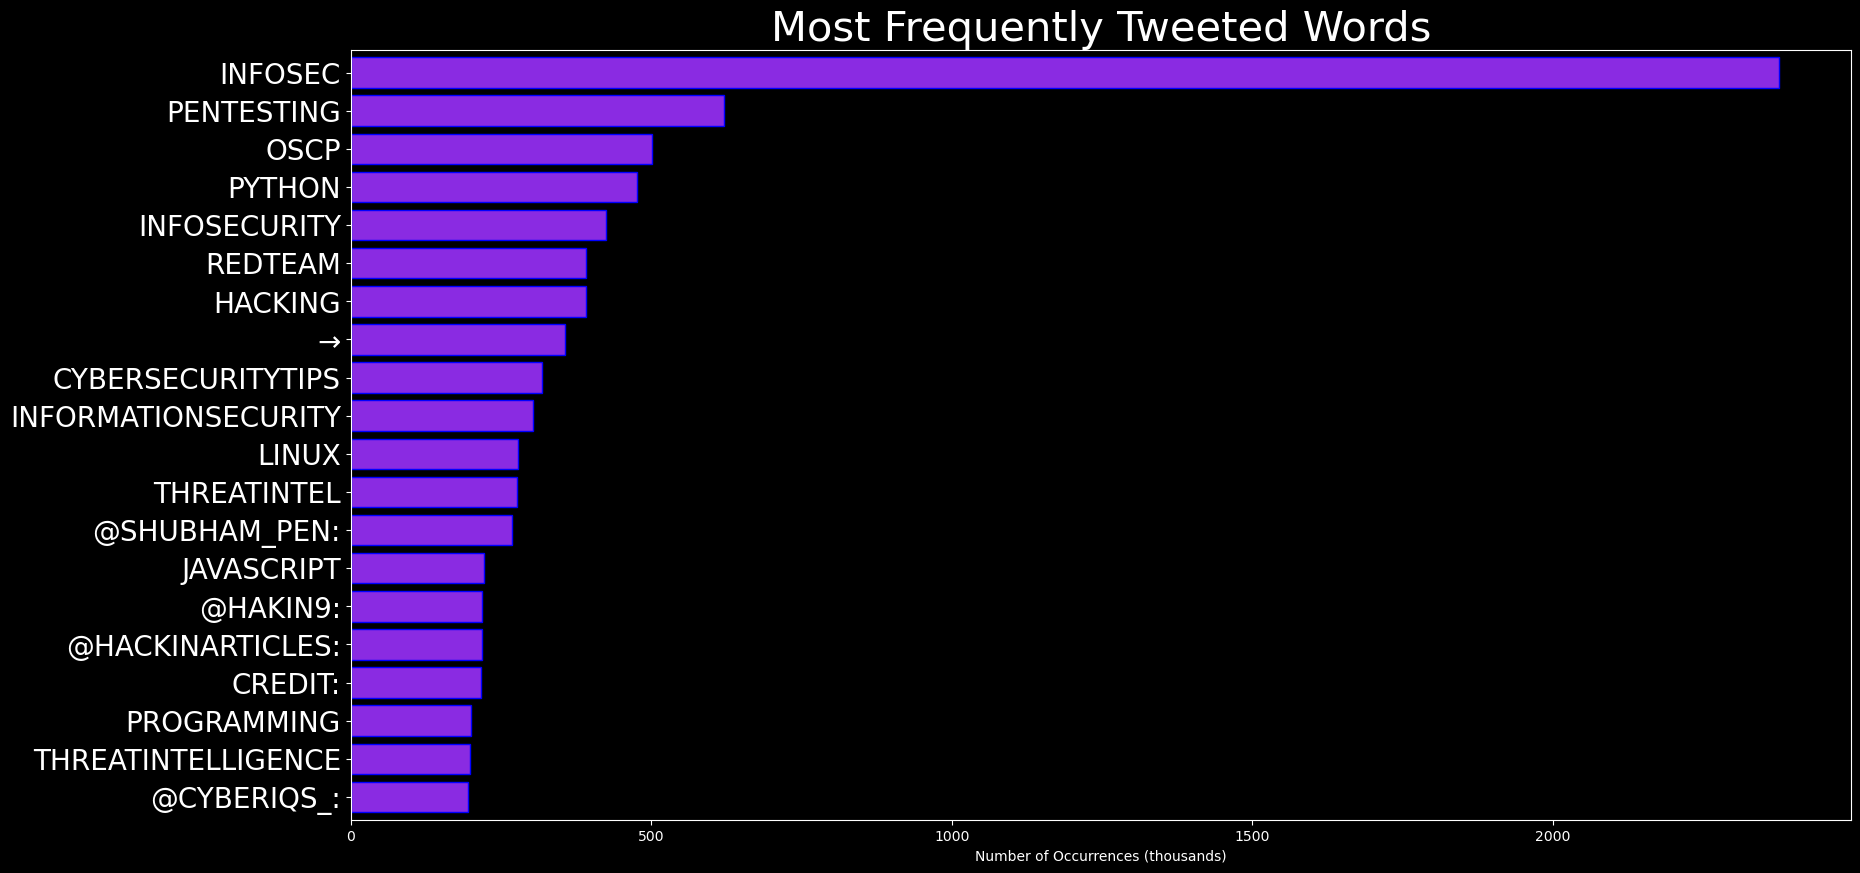 Most Frequently Tweeted Words
INFOSEC
PENTESTING
OSCP
PYTHON
INFOSECURITY
REDTEAM
HACKING
→
CYBERSECURITYTIPS
INFORMATIONSECURITY
LINUX
THREATINTEL
@SHUBHAM_PEN:
JAVASCRIPT
@HAKIN9:
@HACKINARTICLES:
CREDIT:
PROGRAMMING
THREATINTELLIGENCE
@CYBERIQS_:
0 500 1000 1500 2000
Number of Occurrences (thousands)